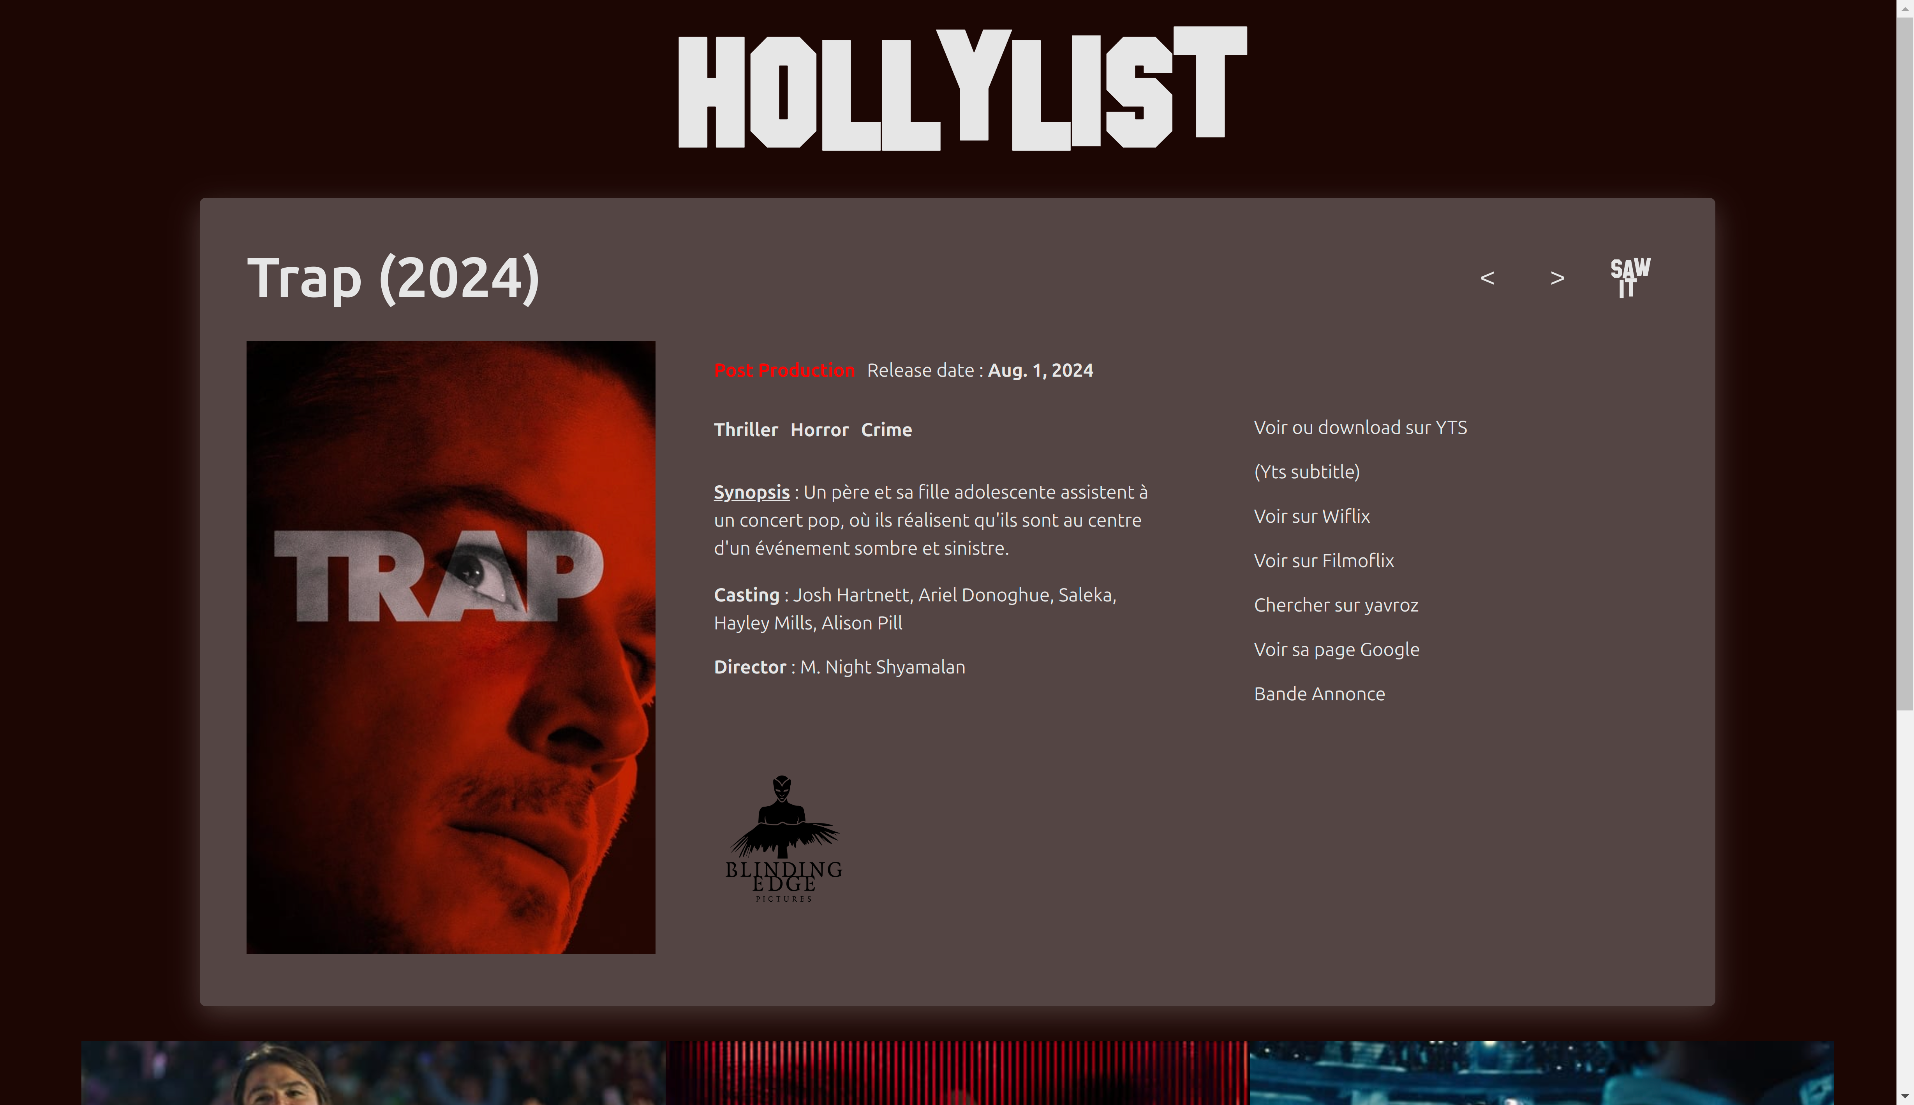 HOLLYLIST
Trap (2024)
<
>
SAW
IT
TRAP
Post Production Release date : Aug. 1, 2024
Thriller Horror Crime
Synopsis : Un père et sa fille adolescente assistent à
un concert pop, où ils réalisent qu'ils sont au centre
d'un événement sombre et sinistre.
Casting : Josh Hartnett, Ariel Donoghue, Saleka,
Hayley Mills, Alison Pill
Director : M. Night Shyamalan
BLINDING
EDGE
PICTURES
Voir ou download sur YTS
(Yts subtitle)
Voir sur Wiflix
Voir sur Filmoflix
Chercher sur yavroz
Voir sa page Google
Bande Annonce